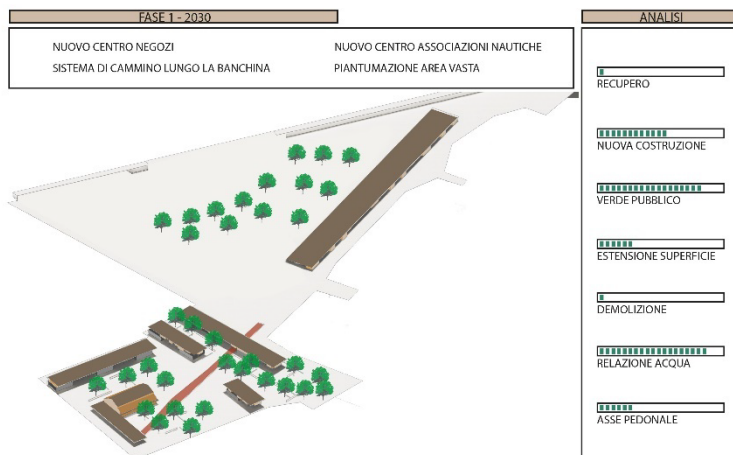 FASE 1 - 2030
NUOVO CENTRO NEGOZI
NUOVO CENTRO ASSOCIAZIONI NAUTICHE
SISTEMA DI CAMMINO LUNGO LA BANCHINA
PIANTUMAZIONE AREA VASTA
ANALISI
RECUPERO
NUOVA COSTRUZIONE
VERDE PUBBLICO
ESTENSIONE SUPERFICIE
DEMOLIZIONE
RELAZIONE ACQUA
ASSE PEDONALE